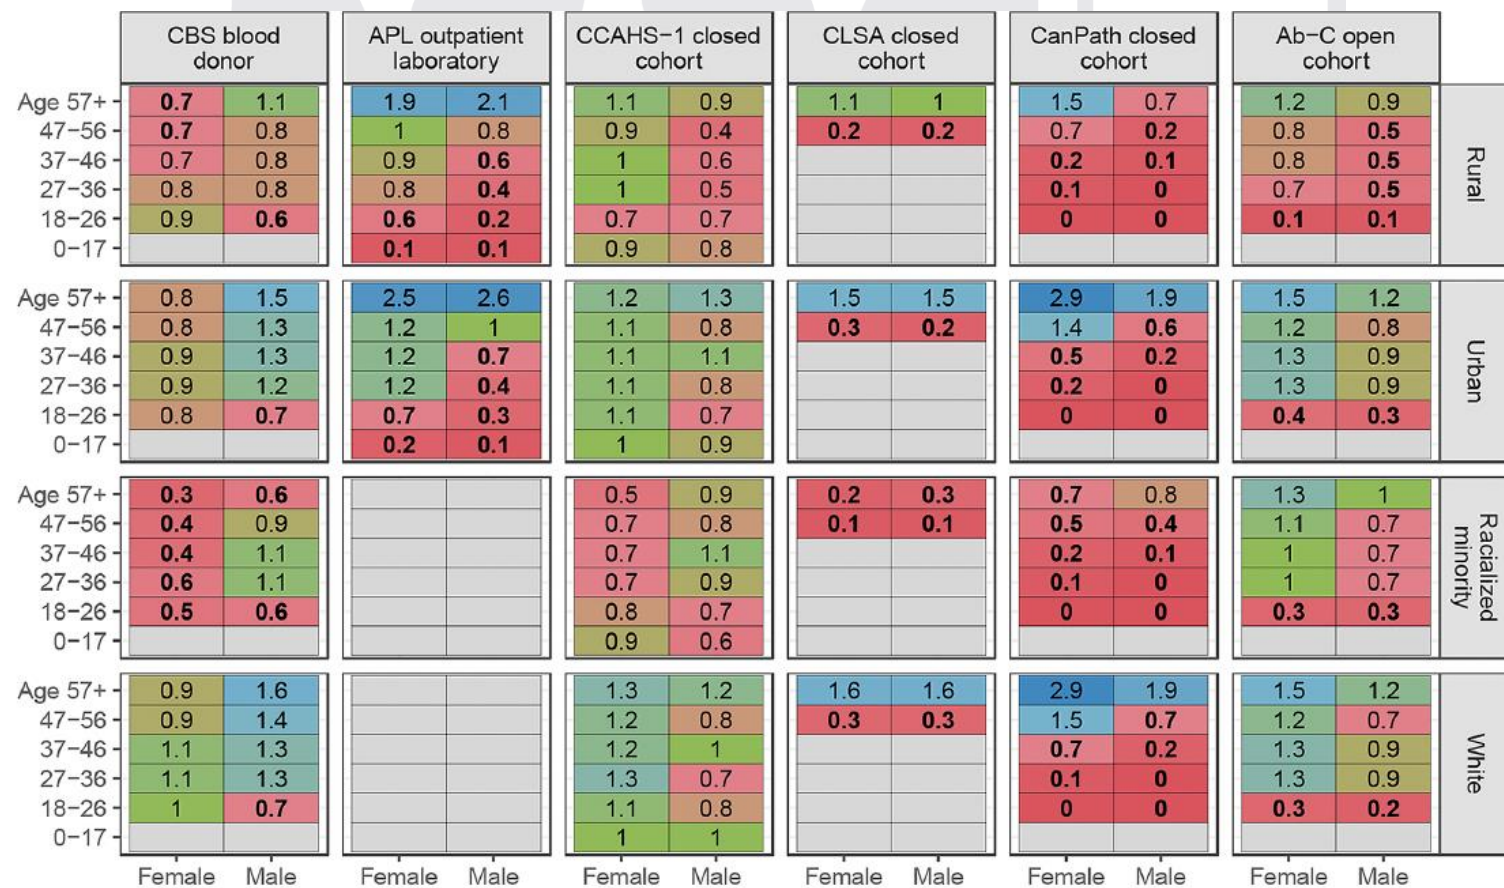 CBS blood donor APL outpatient laboratory CCAHS−1 closed cohort CLSA closed cohort CanPath closed cohort Ab−C open cohort
Rural
Age 57+ 0.7 1.1 1.9 2.1 1.1 0.9 1.1 1 1.5 0.7 1.2 0.9
47−56 0.7 0.8 1 0.8 0.9 0.4 0.2 0.2 0.7 0.2 0.8 0.5
37−46 0.7 0.8 0.9 0.6 1 0.6 0.2 0.1 0.8 0.5
27−36 0.8 0.8 0.8 0.4 1 0.5 0.1 0 0.7 0.5
18−26 0.9 0.6 0.6 0.2 0.7 0.7 0 0 0.1 0.1
0−17 0.1 0.1 0.9 0.8
Urban
Age 57+ 0.8 1.5 2.5 2.6 1.2 1.3 1.5 1.5 2.9 1.9 1.5 1.2
47−56 0.8 1.3 1.2 1 1.1 0.8 0.3 0.2 1.4 0.6 1.2 0.8
37−46 0.9 1.3 1.2 0.7 1.1 1.1 0.5 0.2 1.3 0.9
27−36 0.9 1.2 1.2 0.4 1.1 0.8 0.2 0 1.3 0.9
18−26 0.8 0.7 0.7 0.3 1.1 0.7 0 0 0.4 0.3
0−17 0.2 0.1 1 0.9
Racialized minority
Age 57+ 0.3 0.6 0.5 0.9 0.2 0.3 0.7 0.8 1.3 1
47−56 0.4 0.9 0.7 0.8 0.1 0.1 0.5 0.4 1.1 0.7
37−46 0.4 1.1 0.7 1.1 0.2 0.1 1 0.7
27−36 0.6 1.1 0.7 0.9 0.1 0 1 0.7
18−26 0.5 0.6 0.8 0.7 0 0 0.3 0.3
0−17 0.9 0.6
White
Age 57+ 0.9 1.6 1.3 1.2 1.6 1.6 2.9 1.9 1.5 1.2
47−56 0.9 1.4 1.2 0.8 0.3 0.3 1.5 0.7 1.2 0.7
37−46 1.1 1.3 1.2 1 0.7 0.2 1.3 0.9
27−36 1.1 1.3 1.3 0.7 0.1 0 1.3 0.9
18−26 1 0.7 1.1 0.8 0 0 0.3 0.2
0−17 1 1
Female Male Female Male Female Male Female Male Female Male Female Male